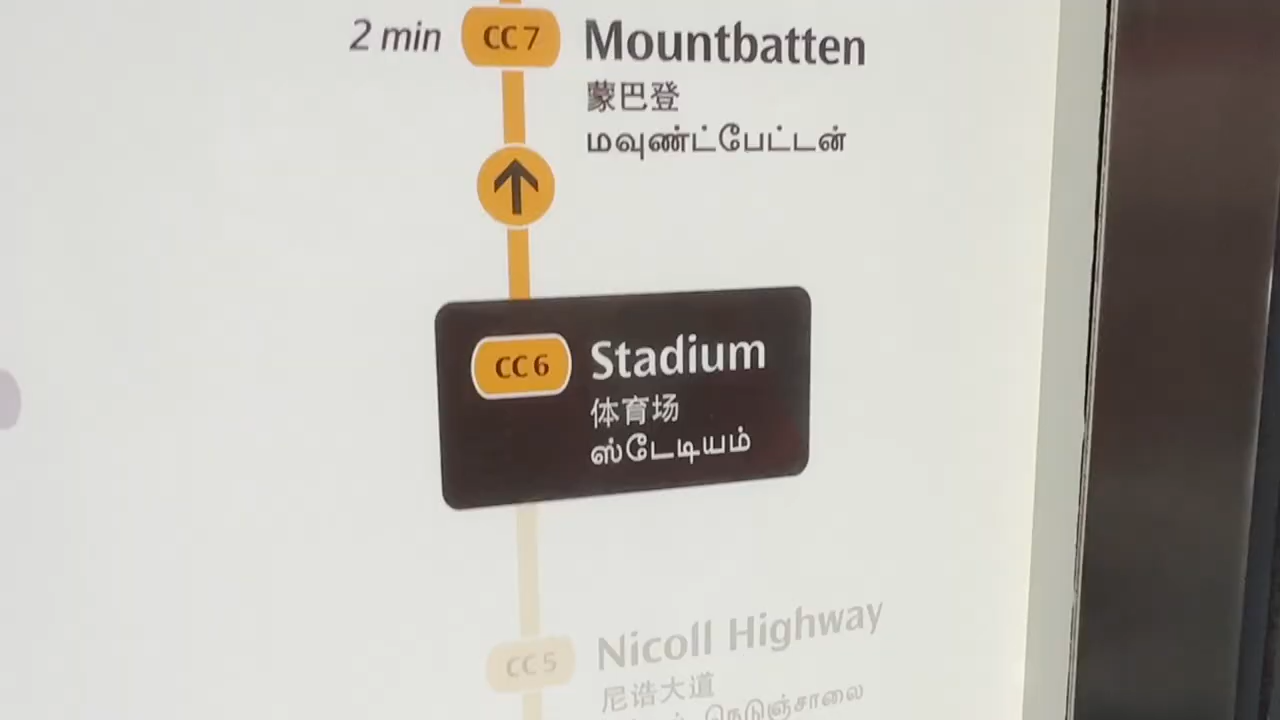 2 min CC7 Mountbatten
蒙巴登
மவுண்ட்பேட்டன்
CC6 Stadium
体育场
ஸ்டேடியம்
CC5 Nicoll Highway
尼诰大道
நெடுஞ்சாலை